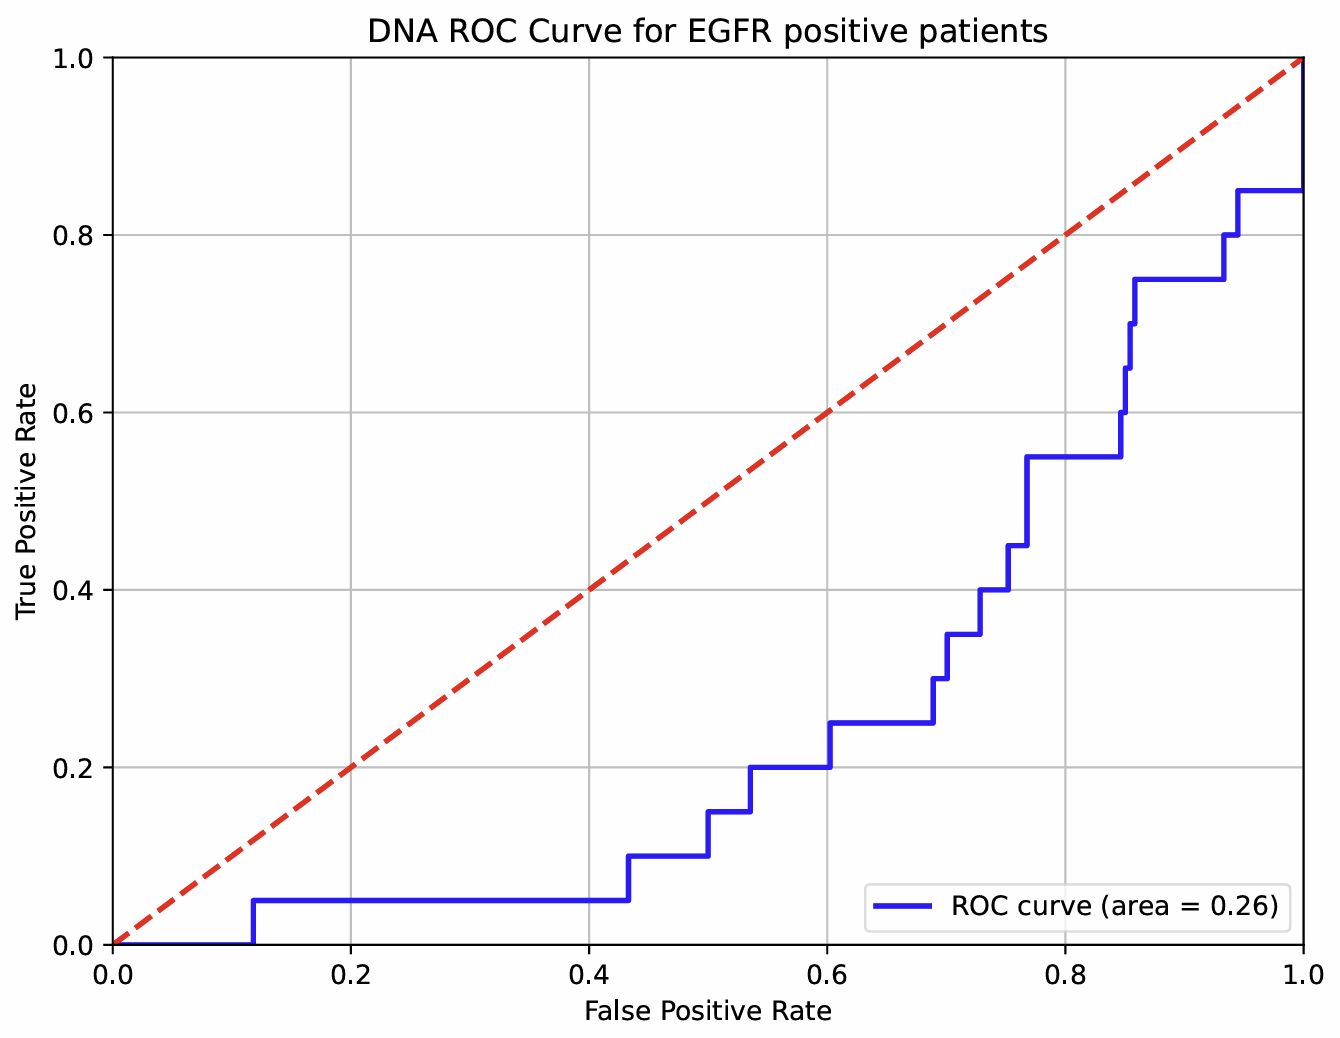 DNA ROC Curve for EGFR positive patients
1.0
0.8
0.6
0.4
0.2
0.0
True Positive Rate
ROC curve (area = 0.26)
0.0 0.2 0.4 0.6 0.8 1.0
False Positive Rate